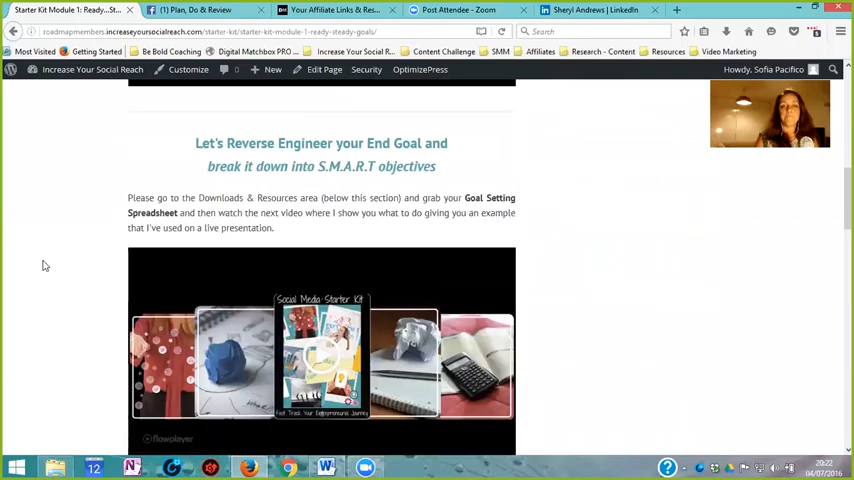 Starter Kit Module 1: Ready...St...
(1) Plan, Do & Review
Your Affiliate Links & Res...
Post Attendee - Zoom
Sheryl Andrews | LinkedIn
roadmapmembers.increaseyoursocialreach.com/starter-kit/starter-kit-module-1-ready-steady-goals/
Search
Most Visited
Getting Started
Be Bold Coaching
Digital Matchbox PRO ...
Increase Your Social R...
Content Challenge
Affiliates
Research - Content
Resources
Video Marketing
Increase Your Social Reach
Customize
0
New
Edit Page
Security
OptimizePress
Howdy, Sofia Pacifico
Let's Reverse Engineer your End Goal and
break it down into S.M.A.R.T objectives
Please go to the Downloads & Resources area (below this section) and grab your Goal Setting
Spreadsheet and then watch the next video where I show you what to do giving you an example
that I've used on a live presentation.
Social Media Starter Kit
Fast Track Your Entrepreneurial Journey
flowplayer
12
20:22
04/07/2016